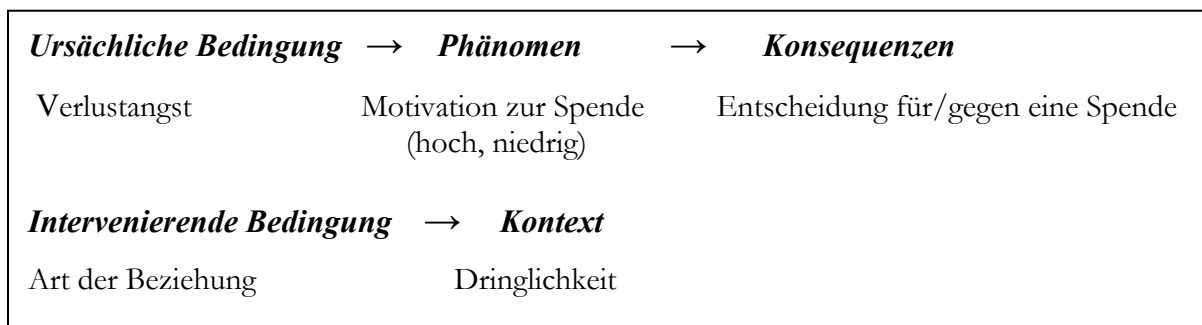 Ursächliche Bedingung → Phänomen → Konsequenzen
Verlustangst Motivation zur Spende Entscheidung für/gegen eine Spende
(hoch, niedrig)
Intervenierende Bedingung → Kontext
Art der Beziehung Dringlichkeit